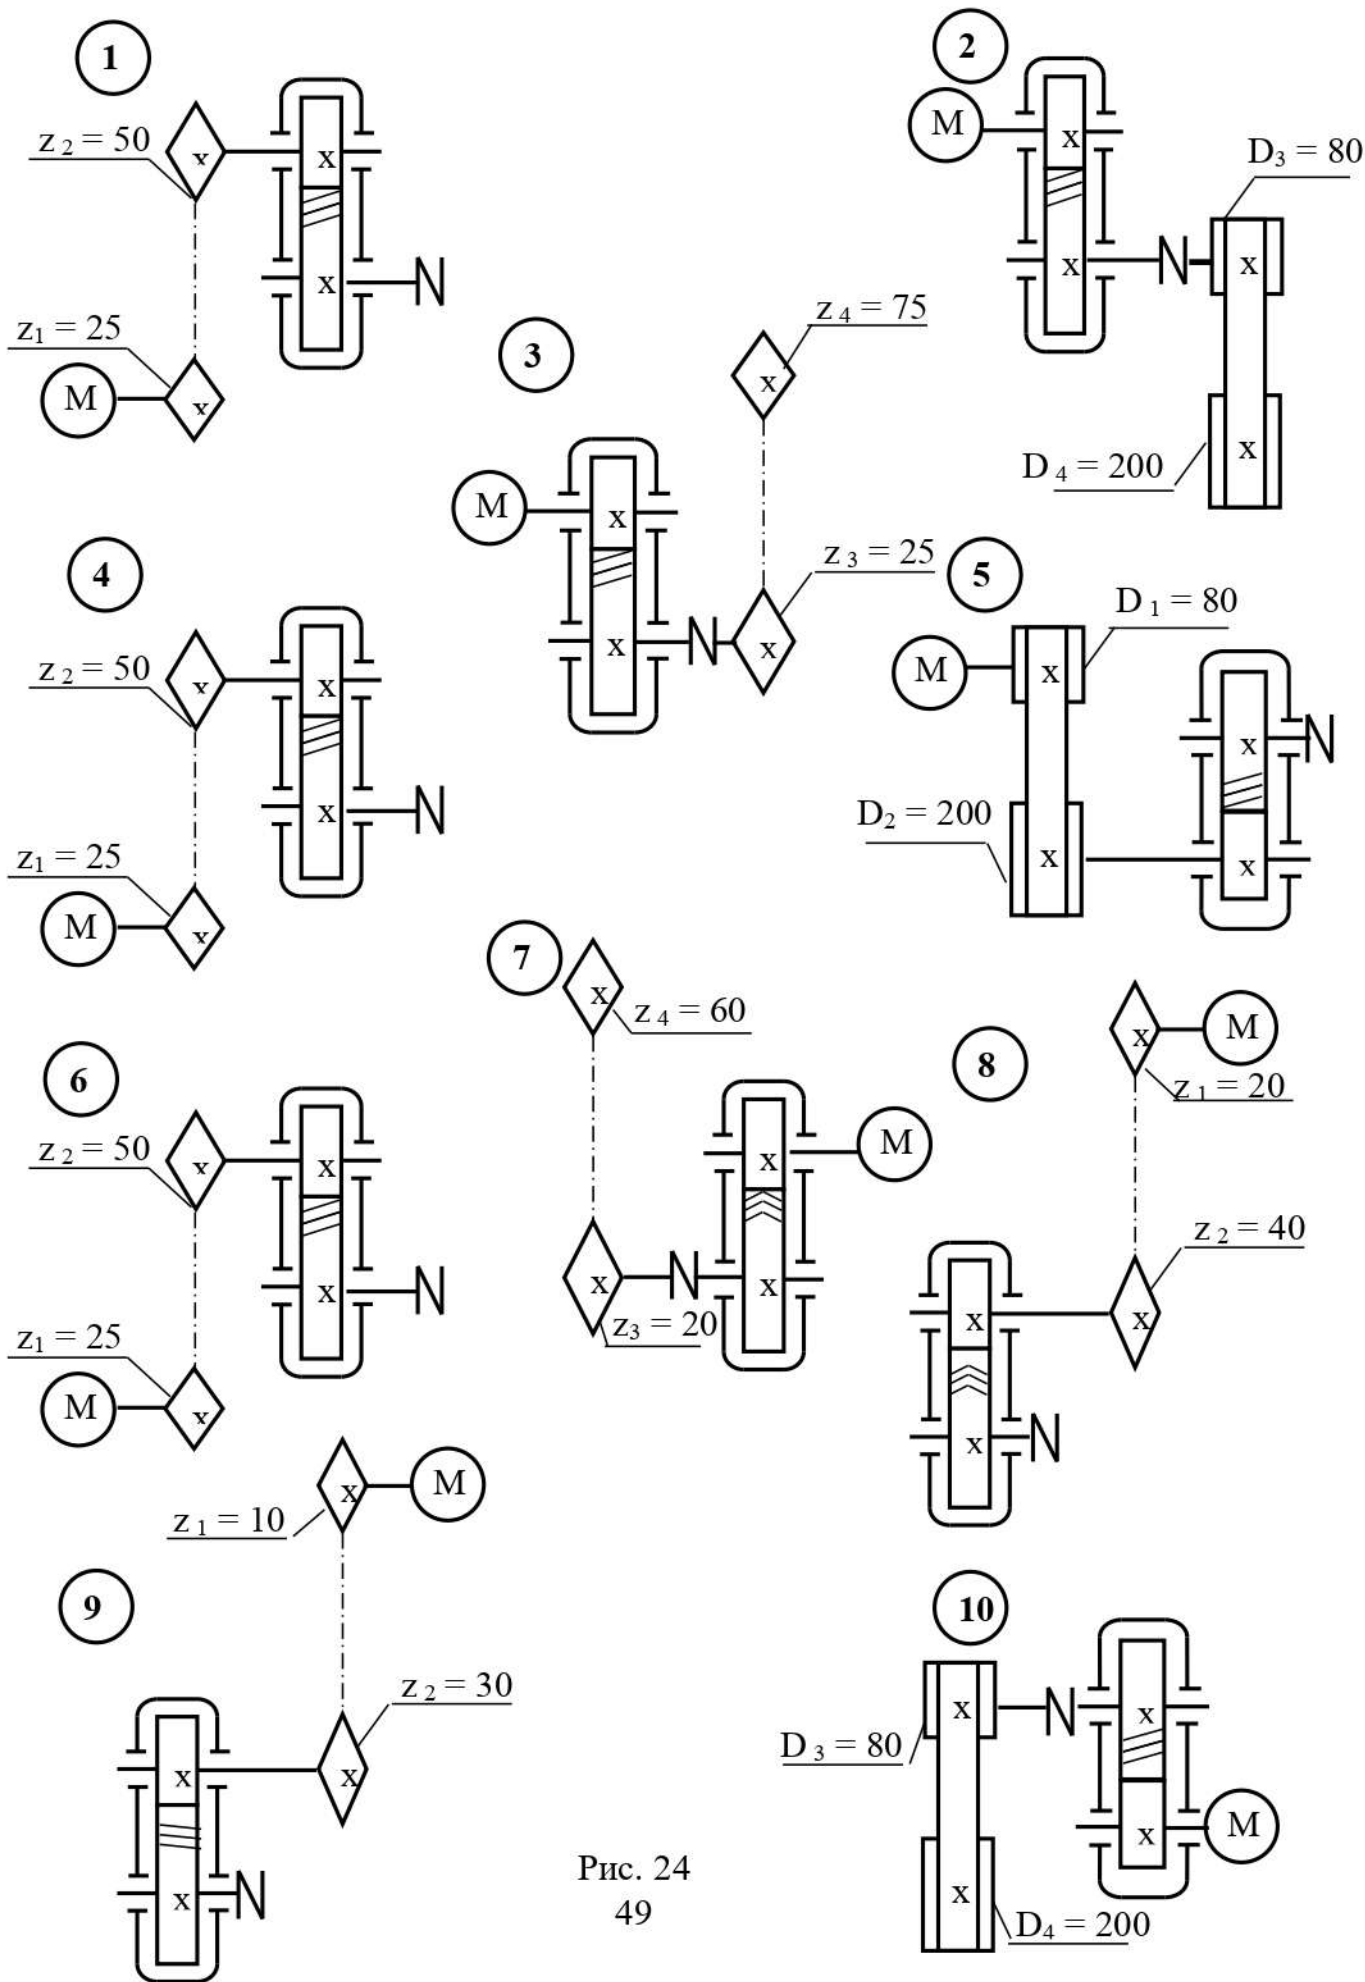 1
z 2 = 50
x
x
x
N
z1 = 25
M
x
2
M
x
x
N
D3 = 80
x
D 4 = 200
x
3
z 4 = 75
x
M
x
x
N
z 3 = 25
x
4
z 2 = 50
x
x
x
N
z1 = 25
M
x
5
D 1 = 80
M
x
x
N
D2 = 200
x
x
6
z 2 = 50
x
x
x
N
z1 = 25
M
x
7
x
z 4 = 60
x
M
x
N
x
z3 = 20
8
x
M
z 1 = 20
z 2 = 40
x
x
x
N
9
x
M
z 1 = 10
z 2 = 30
x
x
x
N
10
x
N
x
D 3 = 80
x
M
x
D4 = 200
Рис. 24
49